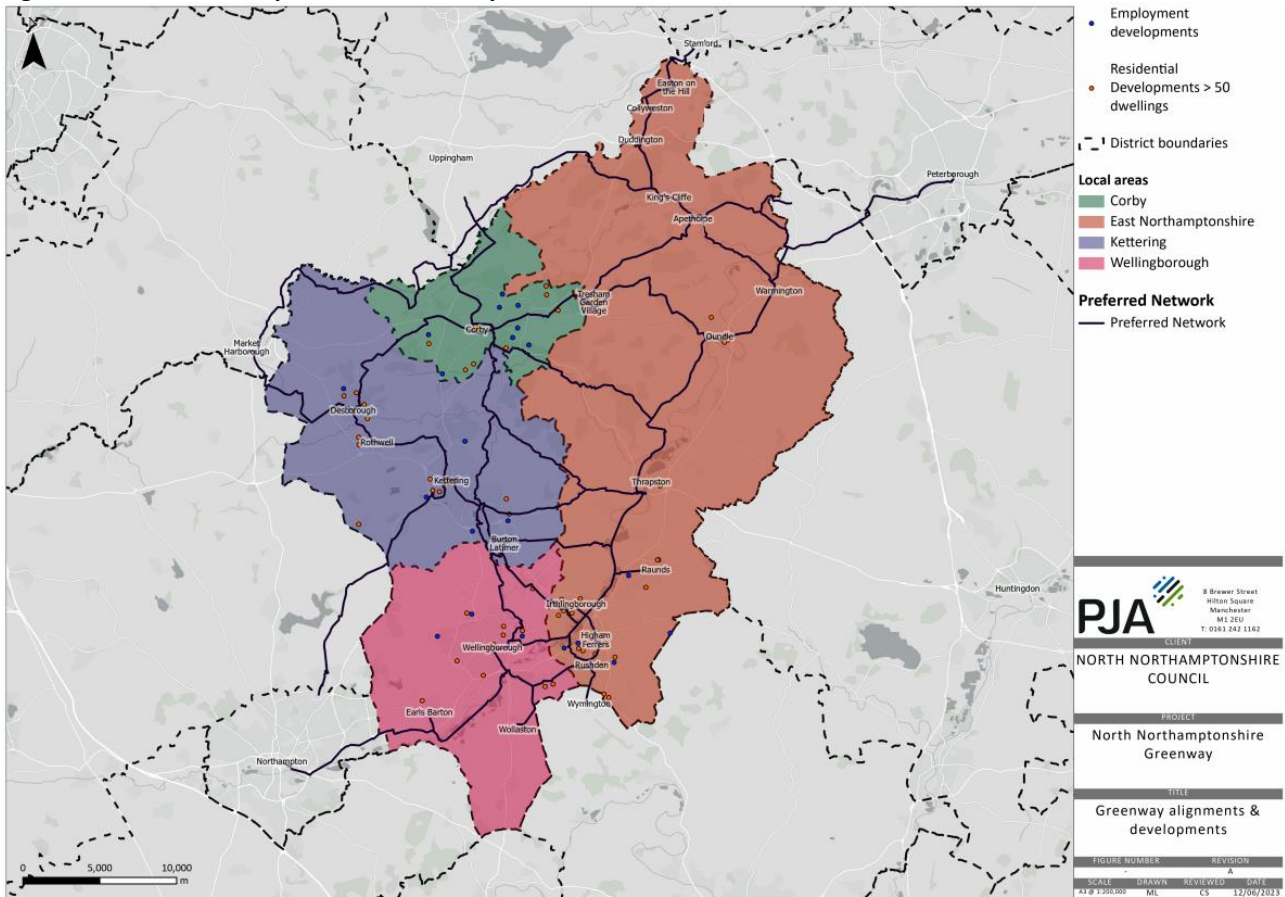 Stamford
Easton on
the Hill
Collyweston
Duddington
Uppingham
Peterborough
King's Cliffe
Apethorpe
Warmington
Tresham
Garden
Village
Corby
Oundle
Market
Harborough
Desborough
Rothwell
Kettering
Thrapston
Burton
Latimer
Raunds
Huntingdon
Irthlingborough
Higham
Ferrers
Wellingborough
Rushden
Wymington
Earls Barton
Wollaston
Northampton
0 5,000 10,000
m
Employment
developments
Residential
Developments > 50
dwellings
District boundaries
Local areas
Corby
East Northamptonshire
Kettering
Wellingborough
Preferred Network
Preferred Network
PJA
8 Brewer Street
Hilton Square
Manchester
M1 2EU
T: 0161 242 1162
CLIENT
NORTH NORTHAMPTONSHIRE
COUNCIL
PROJECT
North Northamptonshire
Greenway
TITLE
Greenway alignments &
developments
FIGURE NUMBER REVISION
- A
SCALE DRAWN REVIEWED DATE
A3 @ 1:200,000 ML CS 12/06/2023